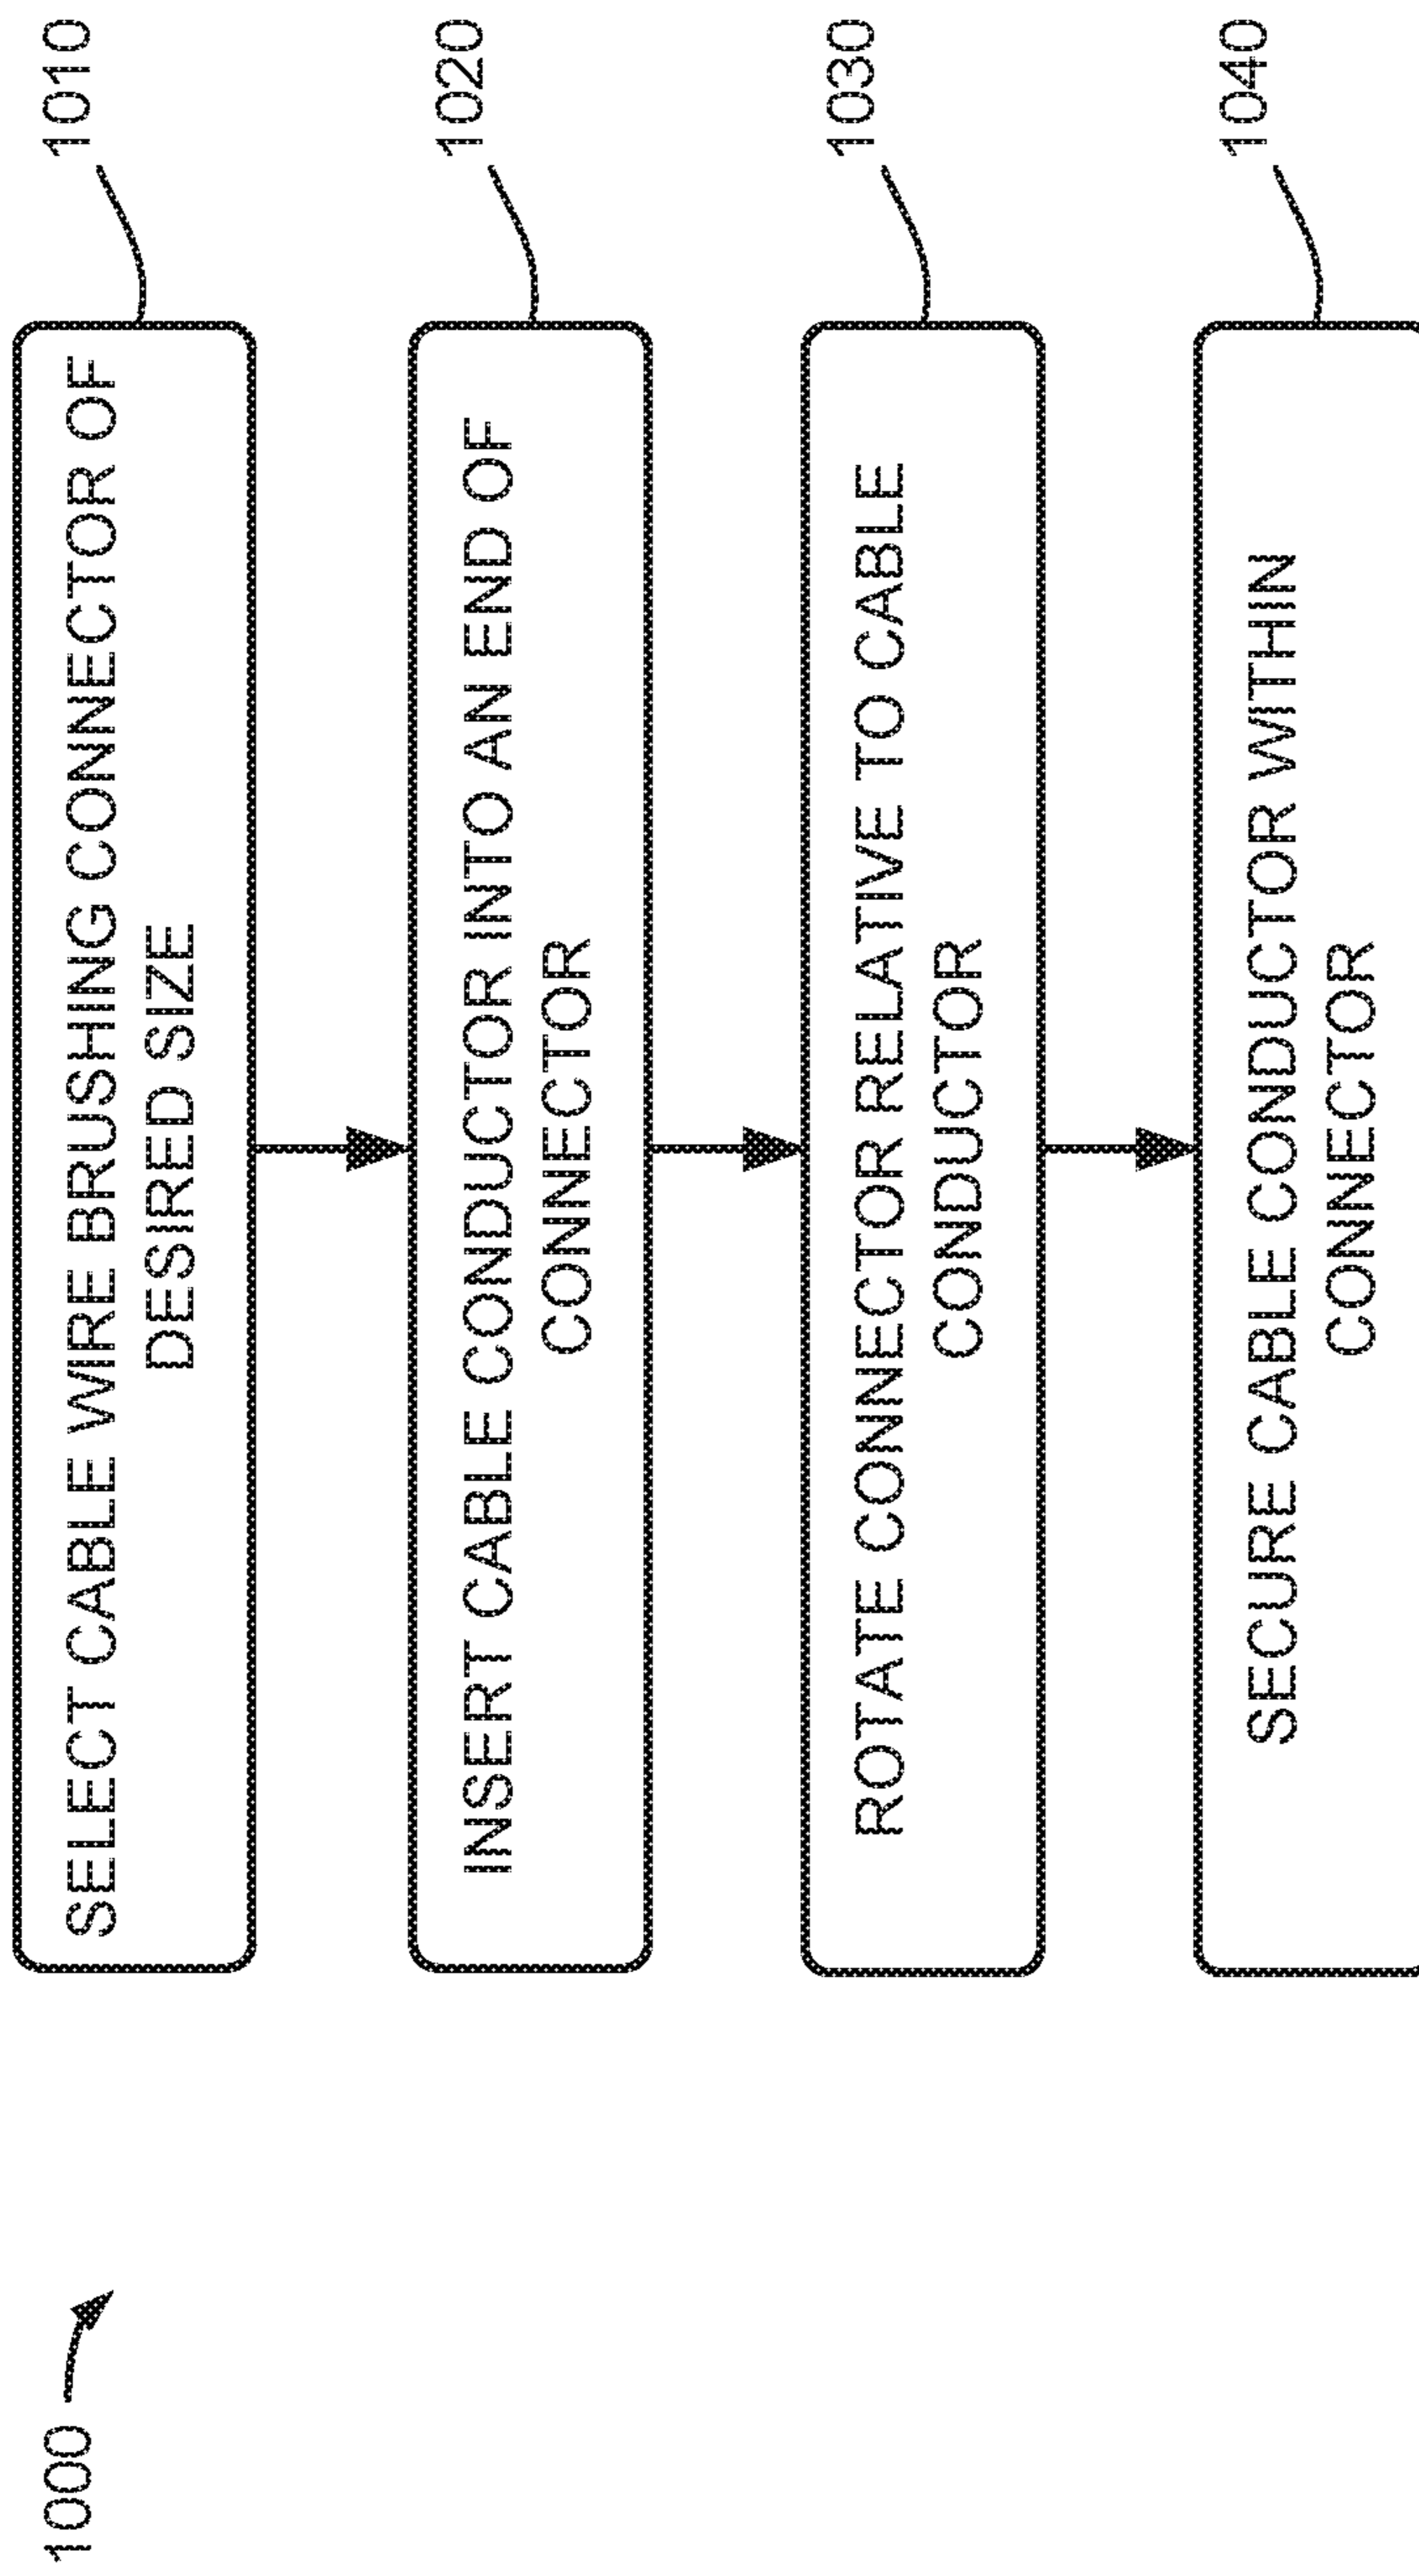 1000
SELECT CABLE WIRE BRUSHING CONNECTOR OF
DESIRED SIZE
1010
INSERT CABLE CONDUCTOR INTO AN END OF
CONNECTOR
1020
ROTATE CONNECTOR RELATIVE TO CABLE
CONDUCTOR
1030
SECURE CABLE CONDUCTOR WITHIN
CONNECTOR
1040